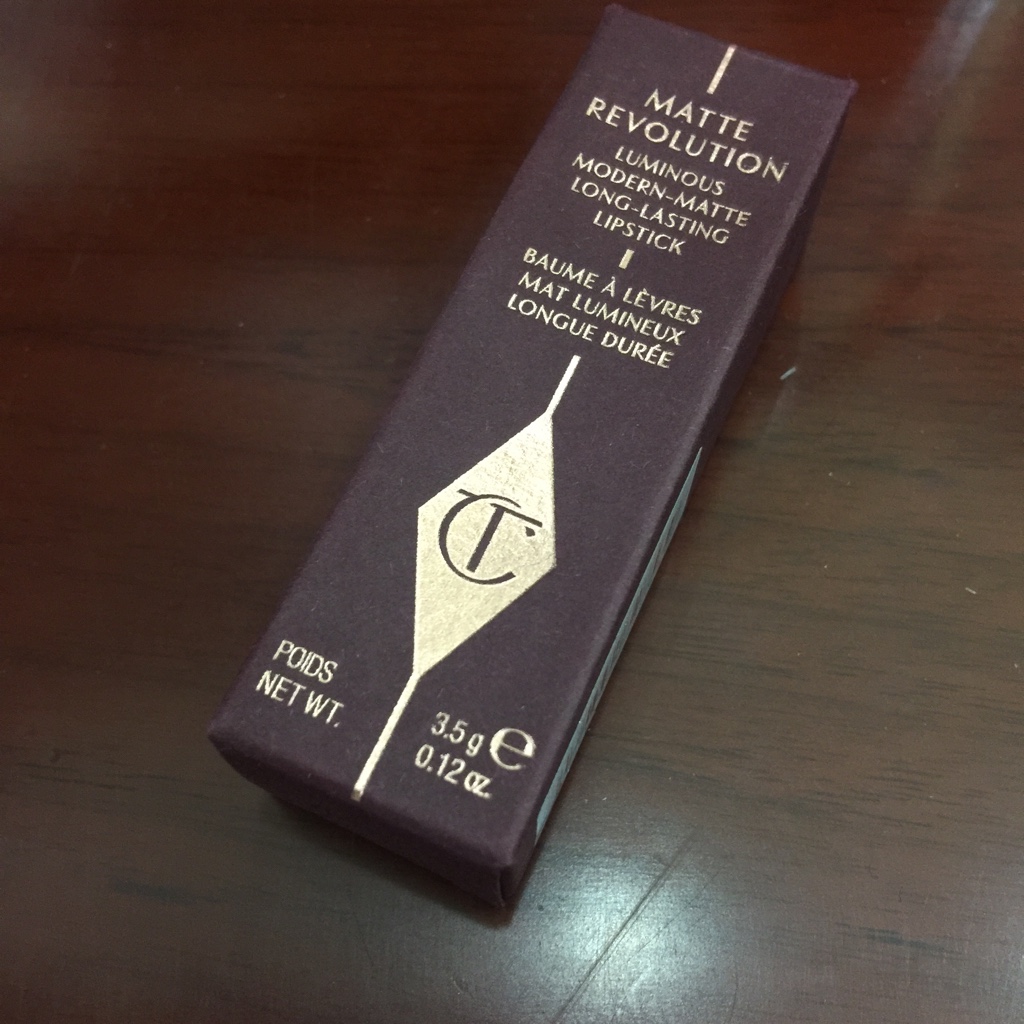 MATTE
REVOLUTION
LUMINOUS
MODERN-MATTE
LONG-LASTING
LIPSTICK
BAUME À LÈVRES
MAT LUMINEUX
LONGUE DURÉE
CT
POIDS
NET WT.
3.5 g ℮
0.12 oz.